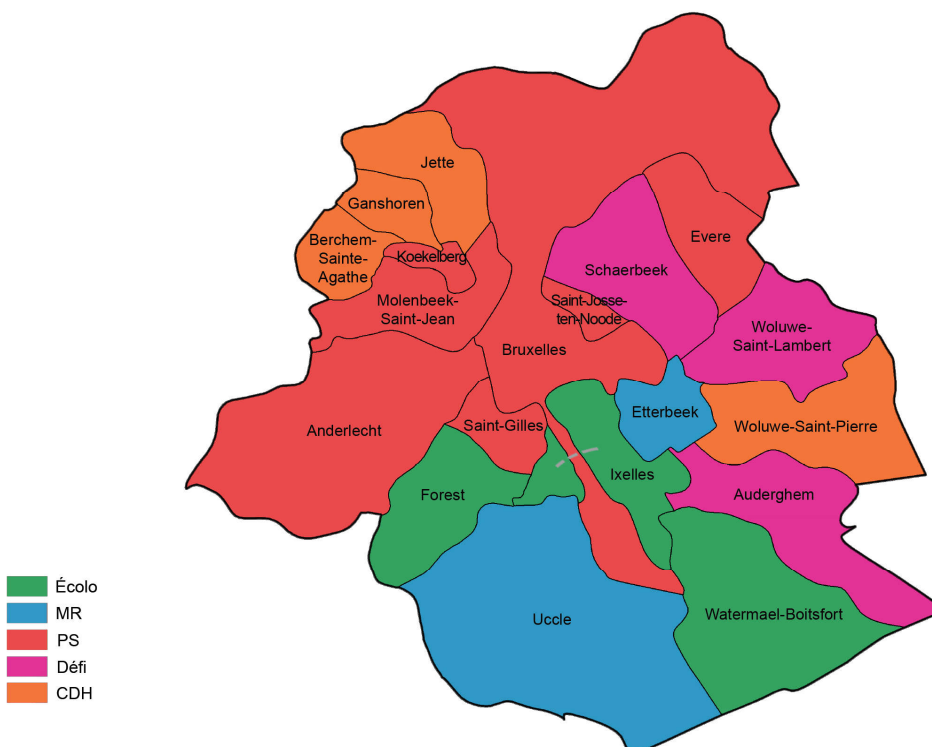 Jette
Ganshoren
Evere
Berchem-
Sainte-
Agathe
Koekelberg
Schaerbeek
Molenbeek-
Saint-Jean
Saint-Josse-
ten-Noode
Woluwe-
Saint-Lambert
Bruxelles
Etterbeek
Anderlecht
Saint-Gilles
Woluwe-Saint-Pierre
Ixelles
Forest
Auderghem
Uccle
Watermael-Boitsfort
Écolo
MR
PS
Défi
CDH